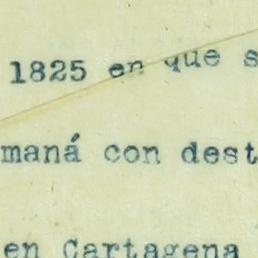 1825 en que s
maná con dest
en Cartagena